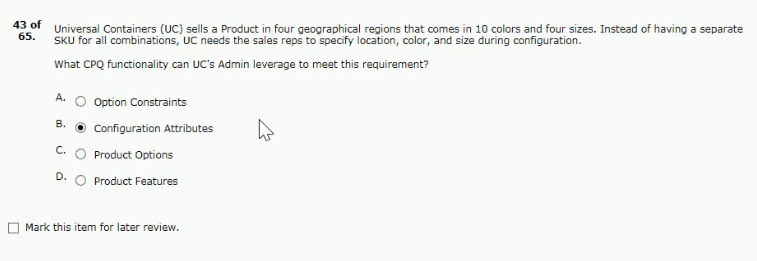 43 of
65.
Universal Containers (UC) sells a Product in four geographical regions that comes in 10 colors and four sizes. Instead of having a separate
SKU for all combinations, UC needs the sales reps to specify location, color, and size during configuration.
What CPQ functionality can UC's Admin leverage to meet this requirement?
A. Option Constraints
B. Configuration Attributes
C. Product Options
D. Product Features
Mark this item for later review.